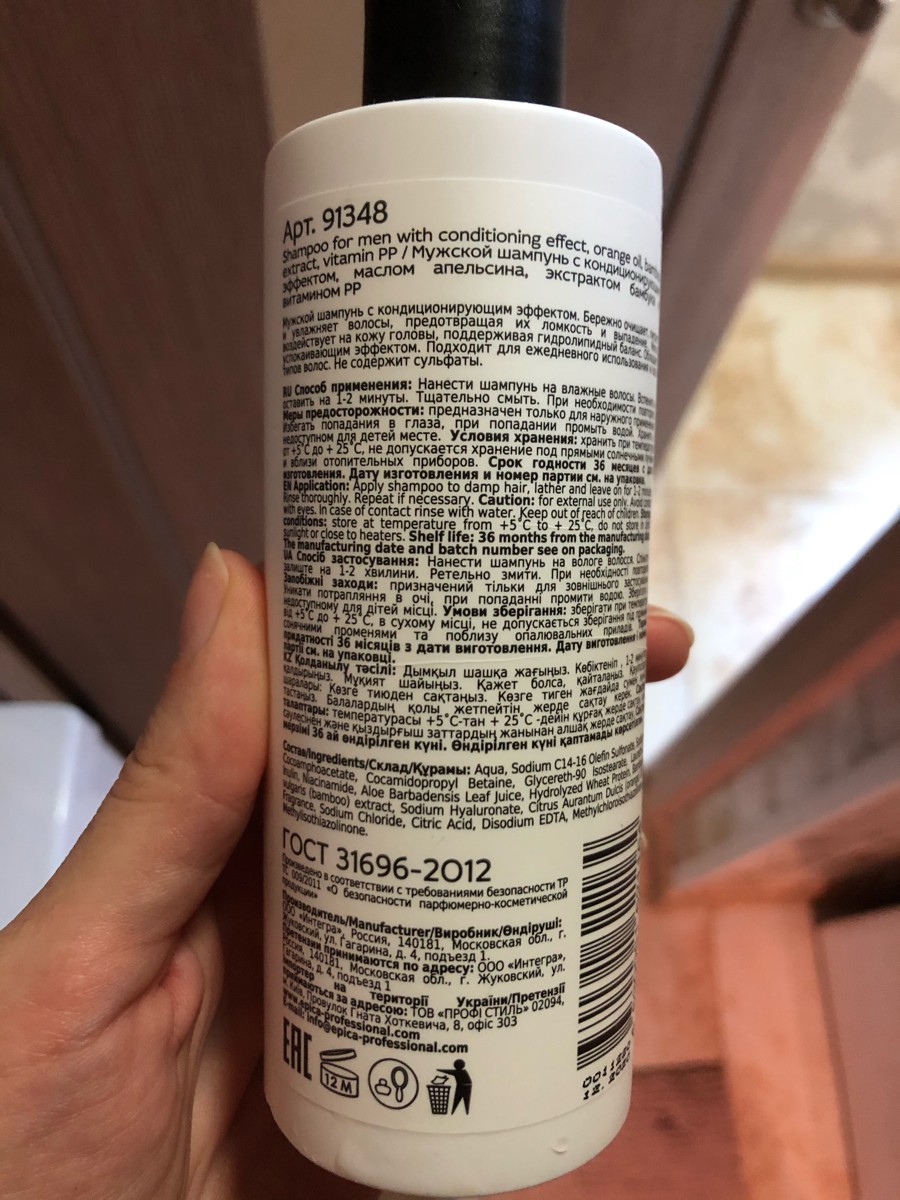 Арт. 91348
Shampoo for men with conditioning effect, orange oil,
extract, vitamin PP / Мужской шампунь с
эффектом, маслом апельсина, экстрактом
витамином РР
Мужской шампунь с кондиционирующим эффектом. Бережно очищает,
и увлажняет волосы, предотвращая их ломкость и выпадение.
воздействует на кожу головы, поддерживая гидролипидный баланс.
успокаивающим эффектом. Подходит для ежедневного использования
типов волос. Не содержит сульфаты.
RU Способ применения: Нанести шампунь на влажные волосы.
оставить на 1-2 минуты. Тщательно смыть. При необходимости
Меры предосторожности: предназначен только для наружного
Избегать попадания в глаза, при попадании промыть водой.
недоступном для детей месте. Условия хранения: хранить при
от +5˚С до + 25˚С, не допускается хранение под прямыми солнечными
и вблизи отопительных приборов. Срок годности 36 месяцев с
изготовления. Дату изготовления и номер партии см. на упаковке.
EN Application: Apply shampoo to damp hair, lather and leave on for 1-2
Rinse thoroughly. Repeat if necessary. Caution: for external use only. Avoid
with eyes. In case of contact rinse with water. Keep out of reach of children.
conditions: store at temperature from +5˚C to + 25˚C, do not store in
sunlight or close to heaters. Shelf life: 36 months from the manufacturing
The manufacturing date and batch number see on packaging.
UA Спосіб застосування: Нанести шампунь на вологе волосся.
залиште на 1-2 хвилини. Ретельно змити. При необхідності
Запобіжні заходи: призначений тільки для зовнішнього
Уникати потрапляння в очі, при попаданні промити водою.
недоступному для дітей місці. Умови зберігання: зберігати при
від +5˚С до + 25˚С, в сухому місці, не допускається зберігання під
сонячними променями та поблизу опалювальних приладів.
придатності 36 місяців з дати виготовлення. Дату виготовлення
партії см. на упаковці.
KZ Қолданылу тәсілі: Дымқыл шашқа жағыңыз. Көбіктеніп , 1-2
қалдырыңыз. Мұқият шайыңыз. Қажет болса, қайталаңыз.
шаралары: Көзге тиюден сақтаңыз. Көзге тиген жағдайда сумен
тастаңыз. Балалардың қолы жетпейтін жерде сақтау керек.
талаптары: температурасы +5˚С-тан + 25˚С -дейін құрғақ жерде
саулесінен және қыздырғыш заттардың жанынан алшақ жерде
мерзімі 36 ай өндірілген күні. Өндірілген күні қаптамада
Состав/Ingredients/Склад/Құрамы: Aqua, Sodium C14-16 Olefin Sulfonate,
Cocoamphoacetate, Cocamidopropyl Betaine, Glycereth-90 Isostearate,
Inulin, Niacinamide, Aloe Barbadensis Leaf Juice, Hydrolyzed Wheat Protein,
vulgaris (bamboo) extract, Sodium Hyaluronate, Citrus Aurantum Dulcis
Fragrance, Sodium Chloride, Citric Acid, Disodium EDTA,
Methylisothiazolinone.
ГОСТ 31696-2012
Произведено в соответствии с требованиями безопасности ТР
ТС 009/2011 «О безопасности парфюмерно-косметической
продукции»
Производитель/Manufacturer/Виробник/Өндіруші:
ООО «Интегра», Россия, 140181, Московская обл., г.
Жуковский, ул. Гагарина, д. 4, подъезд 1.
Претензии принимаются по адресу: ООО «Интегра»,
Россия, 140181, Московская обл., г. Жуковский, ул.
Гагарина, д. 4, подъезд 1
Імпортер на території України/Претензії
приймаються за адресою: ТОВ «ПРОФІ СТИЛЬ» 02094,
м. Київ, Провулок Гната Хоткевича, 8, офіс 303
www.epica-professional.com
E-mail: info@epica-professional.com
EAC
12 M